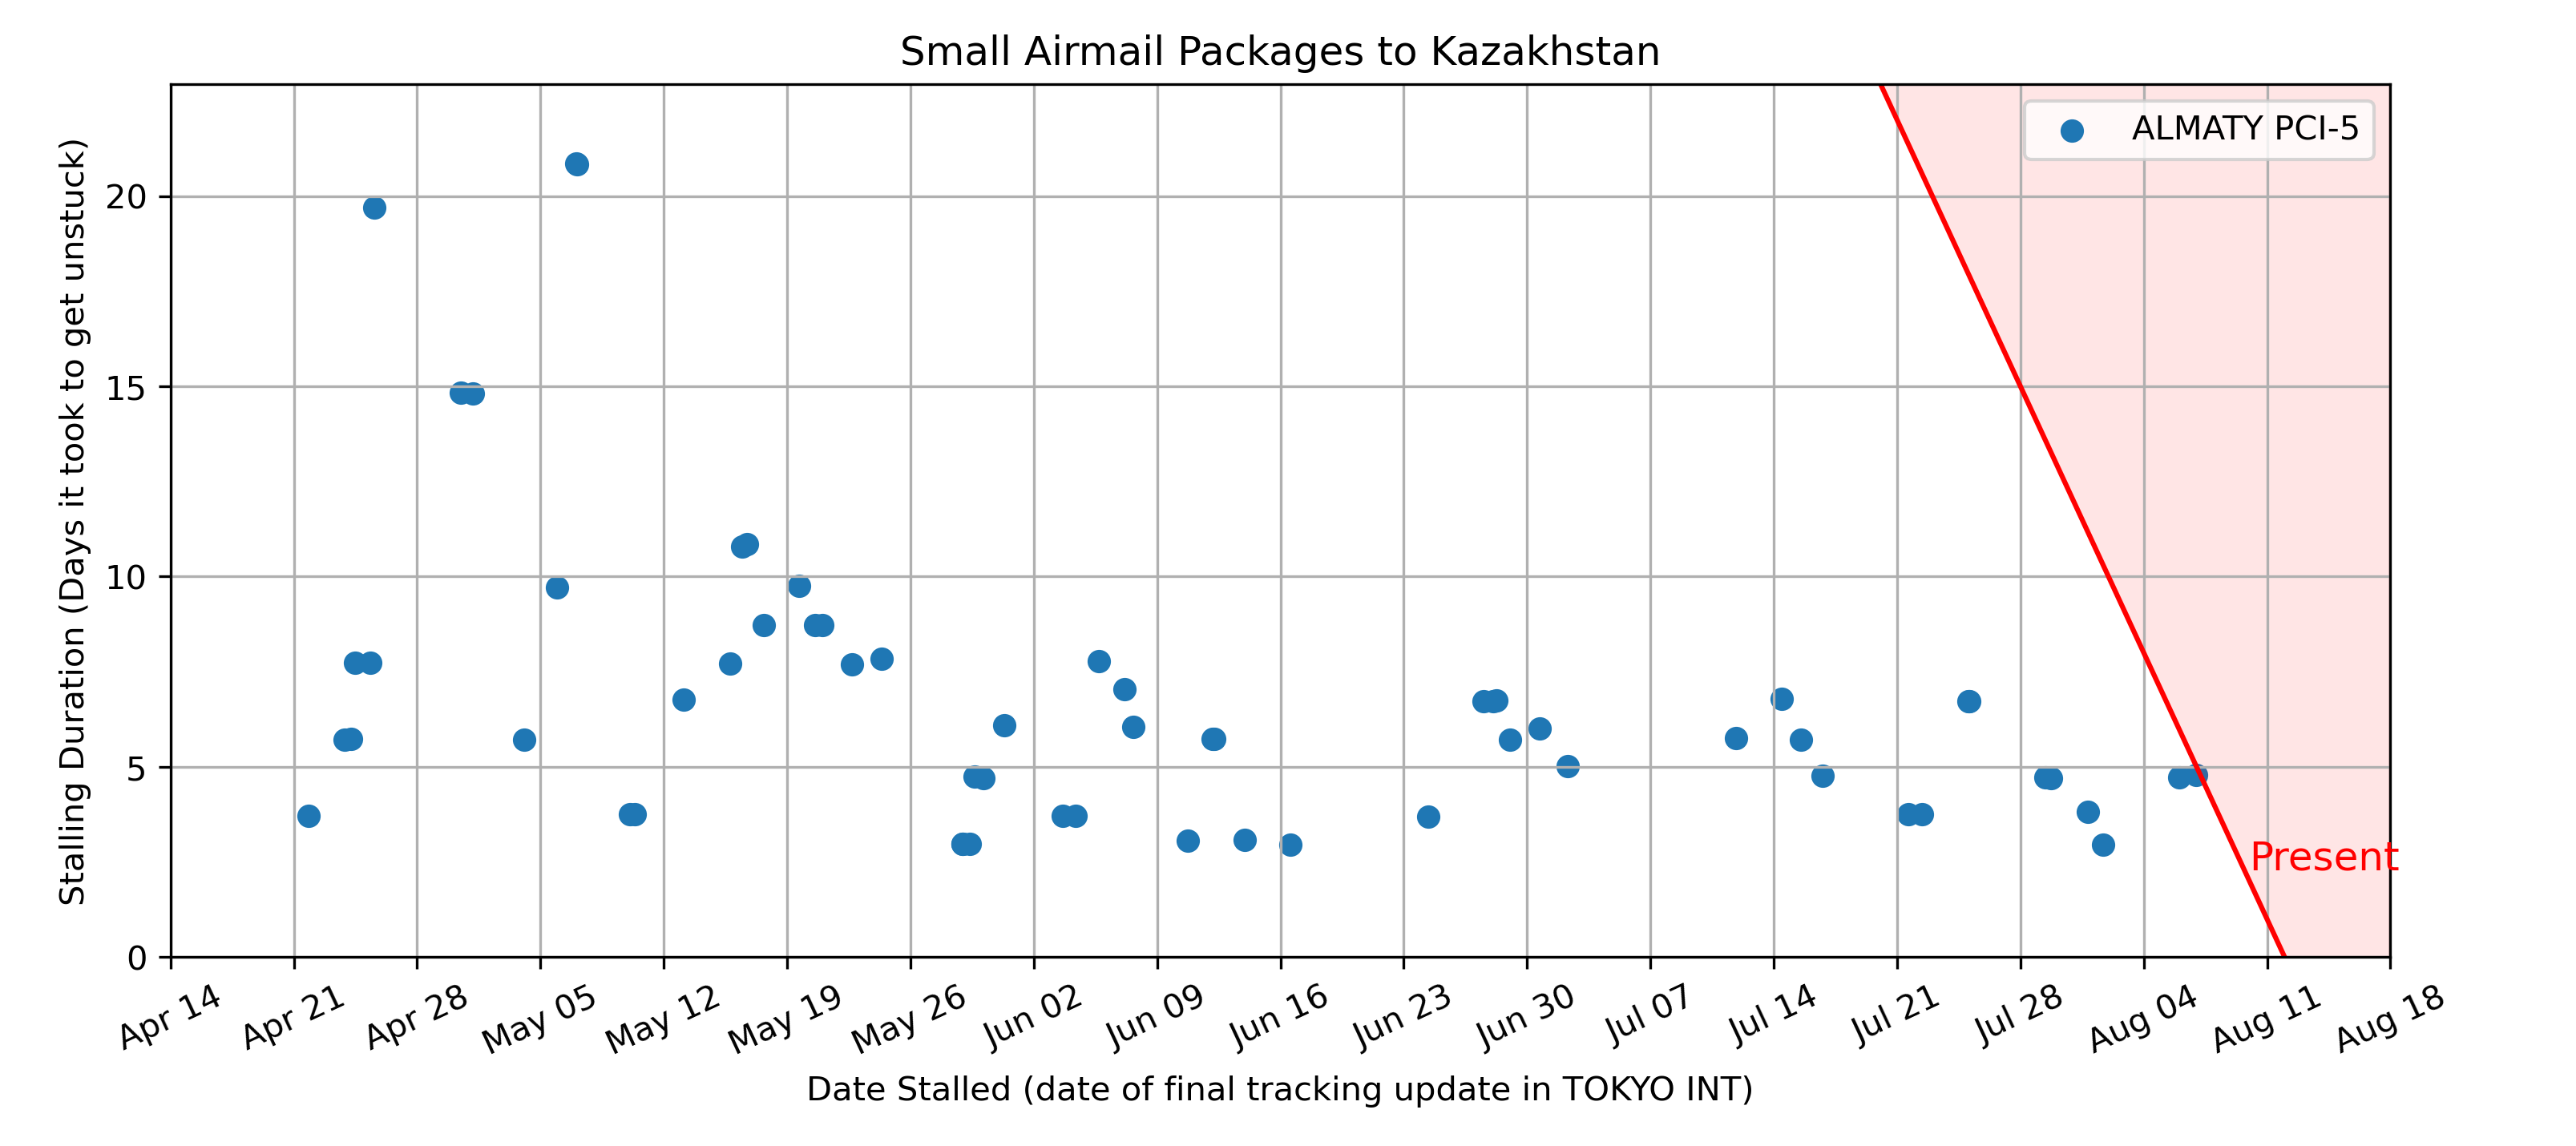 Small Airmail Packages to Kazakhstan
ALMATY PCI-5
Stalling Duration (Days it took to get unstuck)
20
15
10
5
0
Present
Apr 14
Apr 21
Apr 28
May 05
May 12
May 19
May 26
Jun 02
Jun 09
Jun 16
Jun 23
Jun 30
Jul 07
Jul 14
Jul 21
Jul 28
Aug 04
Aug 11
Aug 18
Date Stalled (date of final tracking update in TOKYO INT)